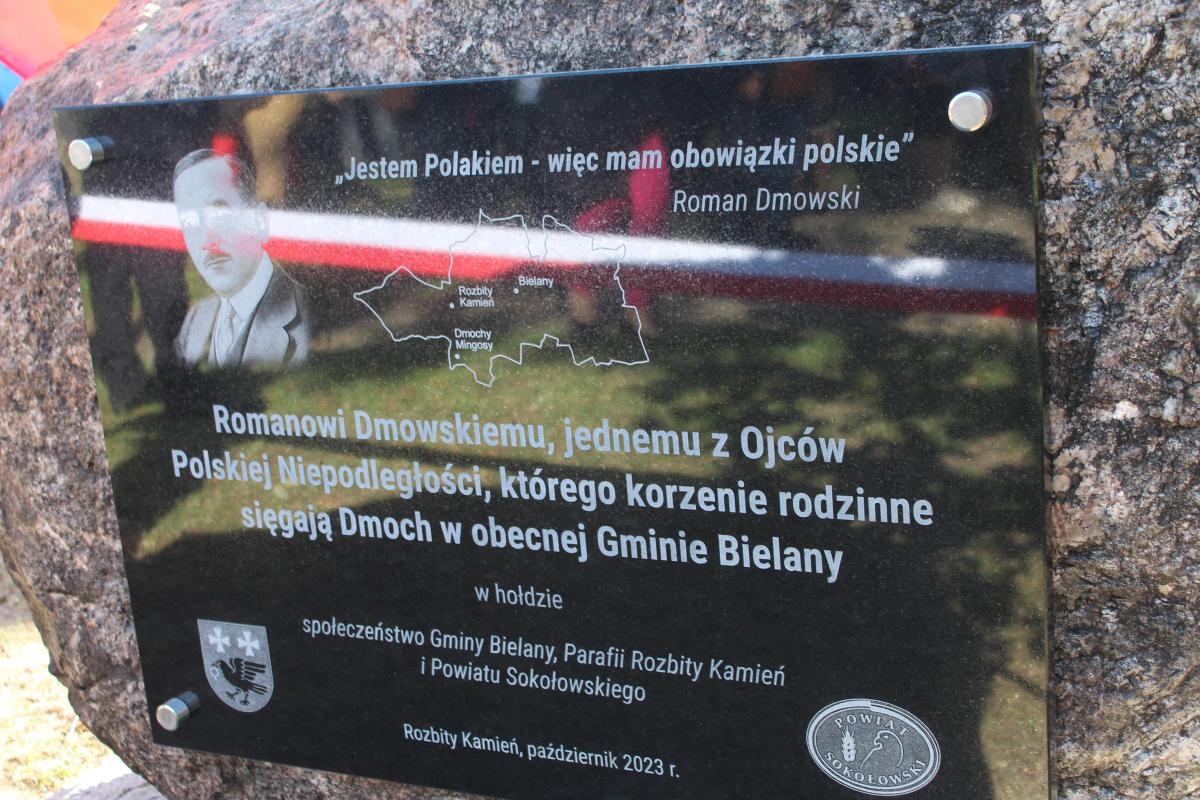 „Jestem Polakiem - więc mam obowiązki polskie”
Roman Dmowski
Bielany
Rozbity
Kamień
Dmochy
Mingosy
Romanowi Dmowskiemu, jednemu z Ojców
Polskiej Niepodległości, którego korzenie rodzinne
sięgają Dmoch w obecnej Gminie Bielany
w hołdzie
społeczeństwo Gminy Bielany, Parafii Rozbity Kamień
i Powiatu Sokołowskiego
Rozbity Kamień, październik 2023 r.
POWIAT
SOKOŁOWSKI